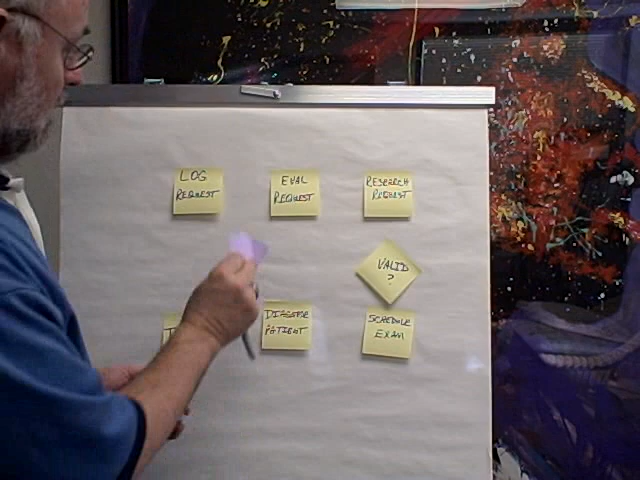 LOG
REQUEST
EVAL
REQUEST
RESEARCH
REQUEST
VALID
?
DIAGNOSE
PATIENT
SCHEDULE
EXAM